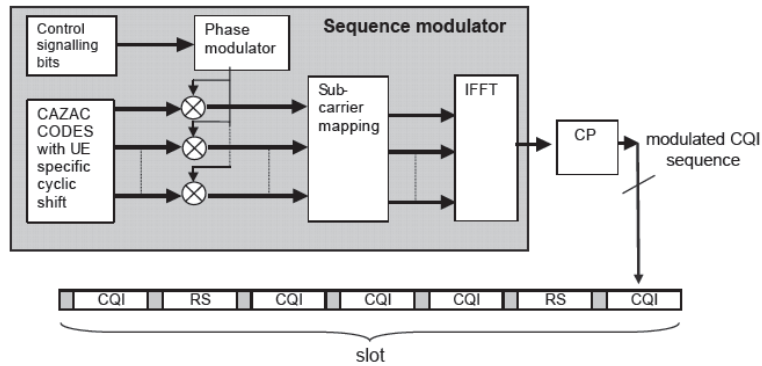 Sequence modulator
Control
signalling
bits
Phase
modulator
CAZAC
CODES
with UE
specific
cyclic
shift
Sub-
carrier
mapping
IFFT
CP
modulated CQI
sequence
CQI RS CQI CQI CQI RS CQI
slot